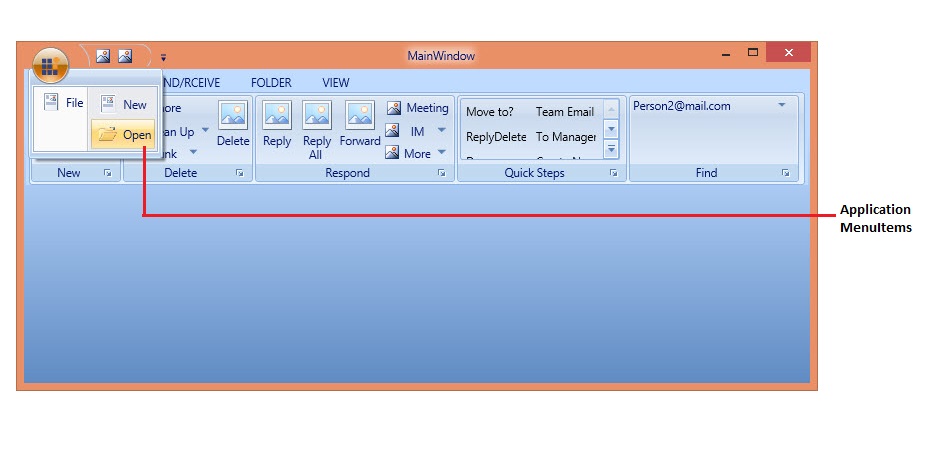 MainWindow
ND/RCEIVE FOLDER VIEW
File New
Open
ore
an Up
nk
Delete
Reply
Reply
All
Forward
Meeting
IM
More
Move to? Team Email
ReplyDelete To Manager
Person2@mail.com
New Delete Respond Quick Steps Find
Application
MenuItems